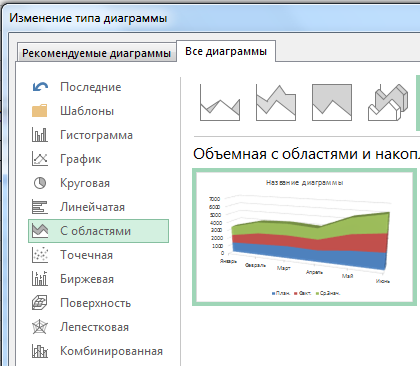 Изменение типа диаграммы
Рекомендуемые диаграммы
Все диаграммы
Последние
Шаблоны
Гистограмма
График
Круговая
Линейчатая
С областями
Точечная
Биржевая
Поверхность
Лепестковая
Комбинированная
Объемная с областями и накопл
Название диаграммы
7000
6000
5000
4000
3000
2000
1000
0
Январь
Февраль
Март
Апрель
Май
Июнь
План. Факт. Ср.Знач.